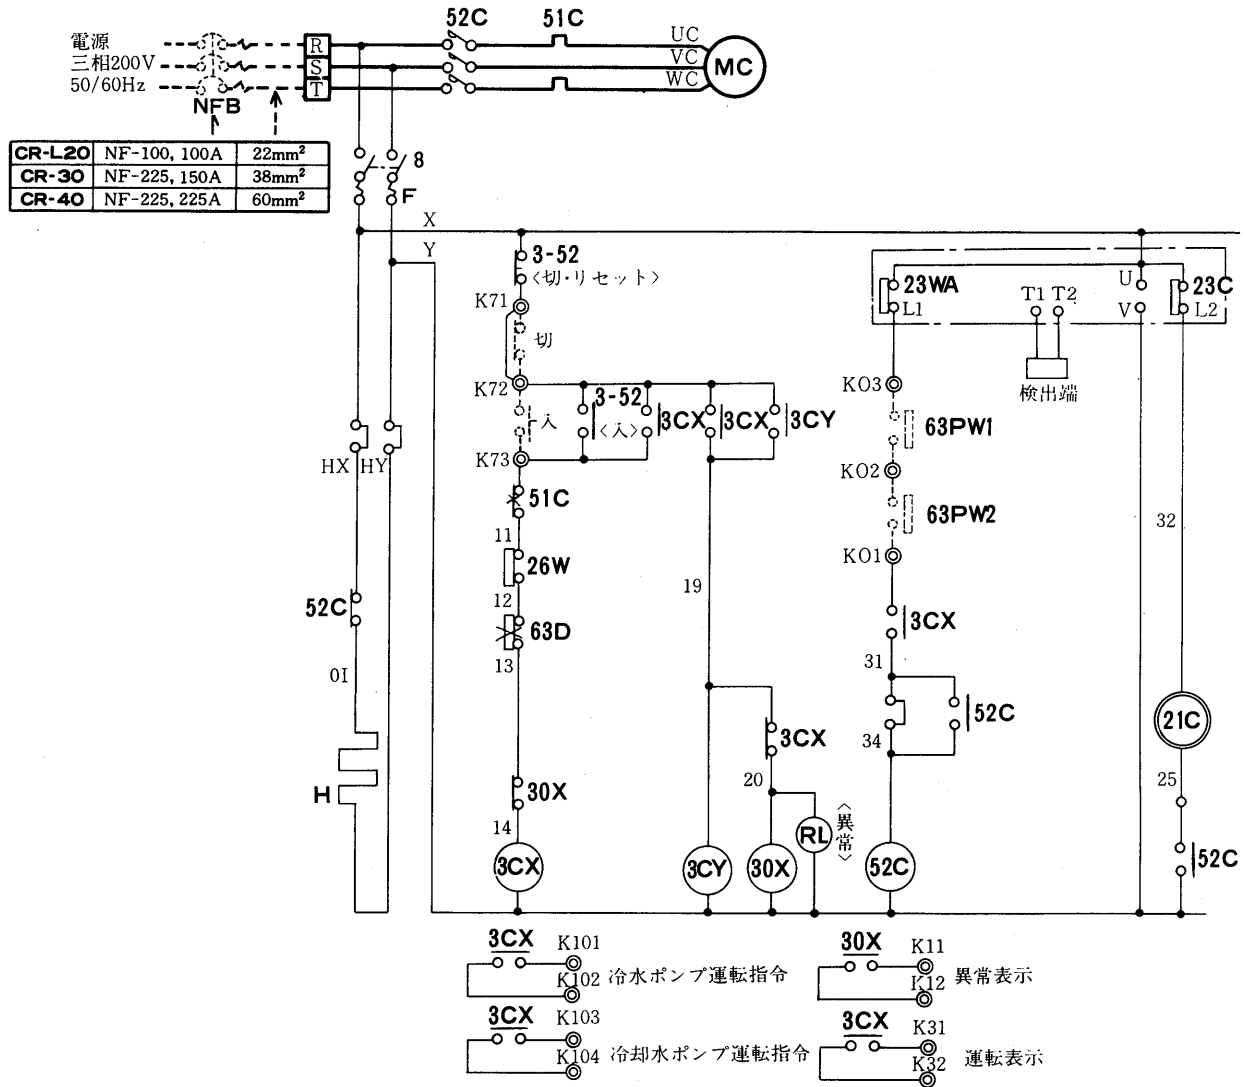 52C
51C
電源
三相200V
50/60Hz
R
S
T
UC
VC
WC
MC
NFB
CR-L20 NF-100, 100A 22mm²
CR-30 NF-225, 150A 38mm²
CR-40 NF-225, 225A 60mm²
8
F
X
Y
3-52
〈切・リセット〉
K71
切
K72
入
3-52
〈入〉
3CX
3CX
3CY
K73
51C
11
26W
12
63D
13
30X
14
3CX
HX HY
52C
01
H
19
3CX
20
3CY
30X
RL
〈異常〉
23WA
L1
T1 T2
検出端
U
V
23C
L2
KO3
63PW1
KO2
63PW2
KO1
3CX
31
52C
34
52C
32
21C
25
52C
3CX K101
K102 冷水ポンプ運転指令
3CX K103
K104 冷却水ポンプ運転指令
30X K11
K12 異常表示
3CX K31
K32 運転表示